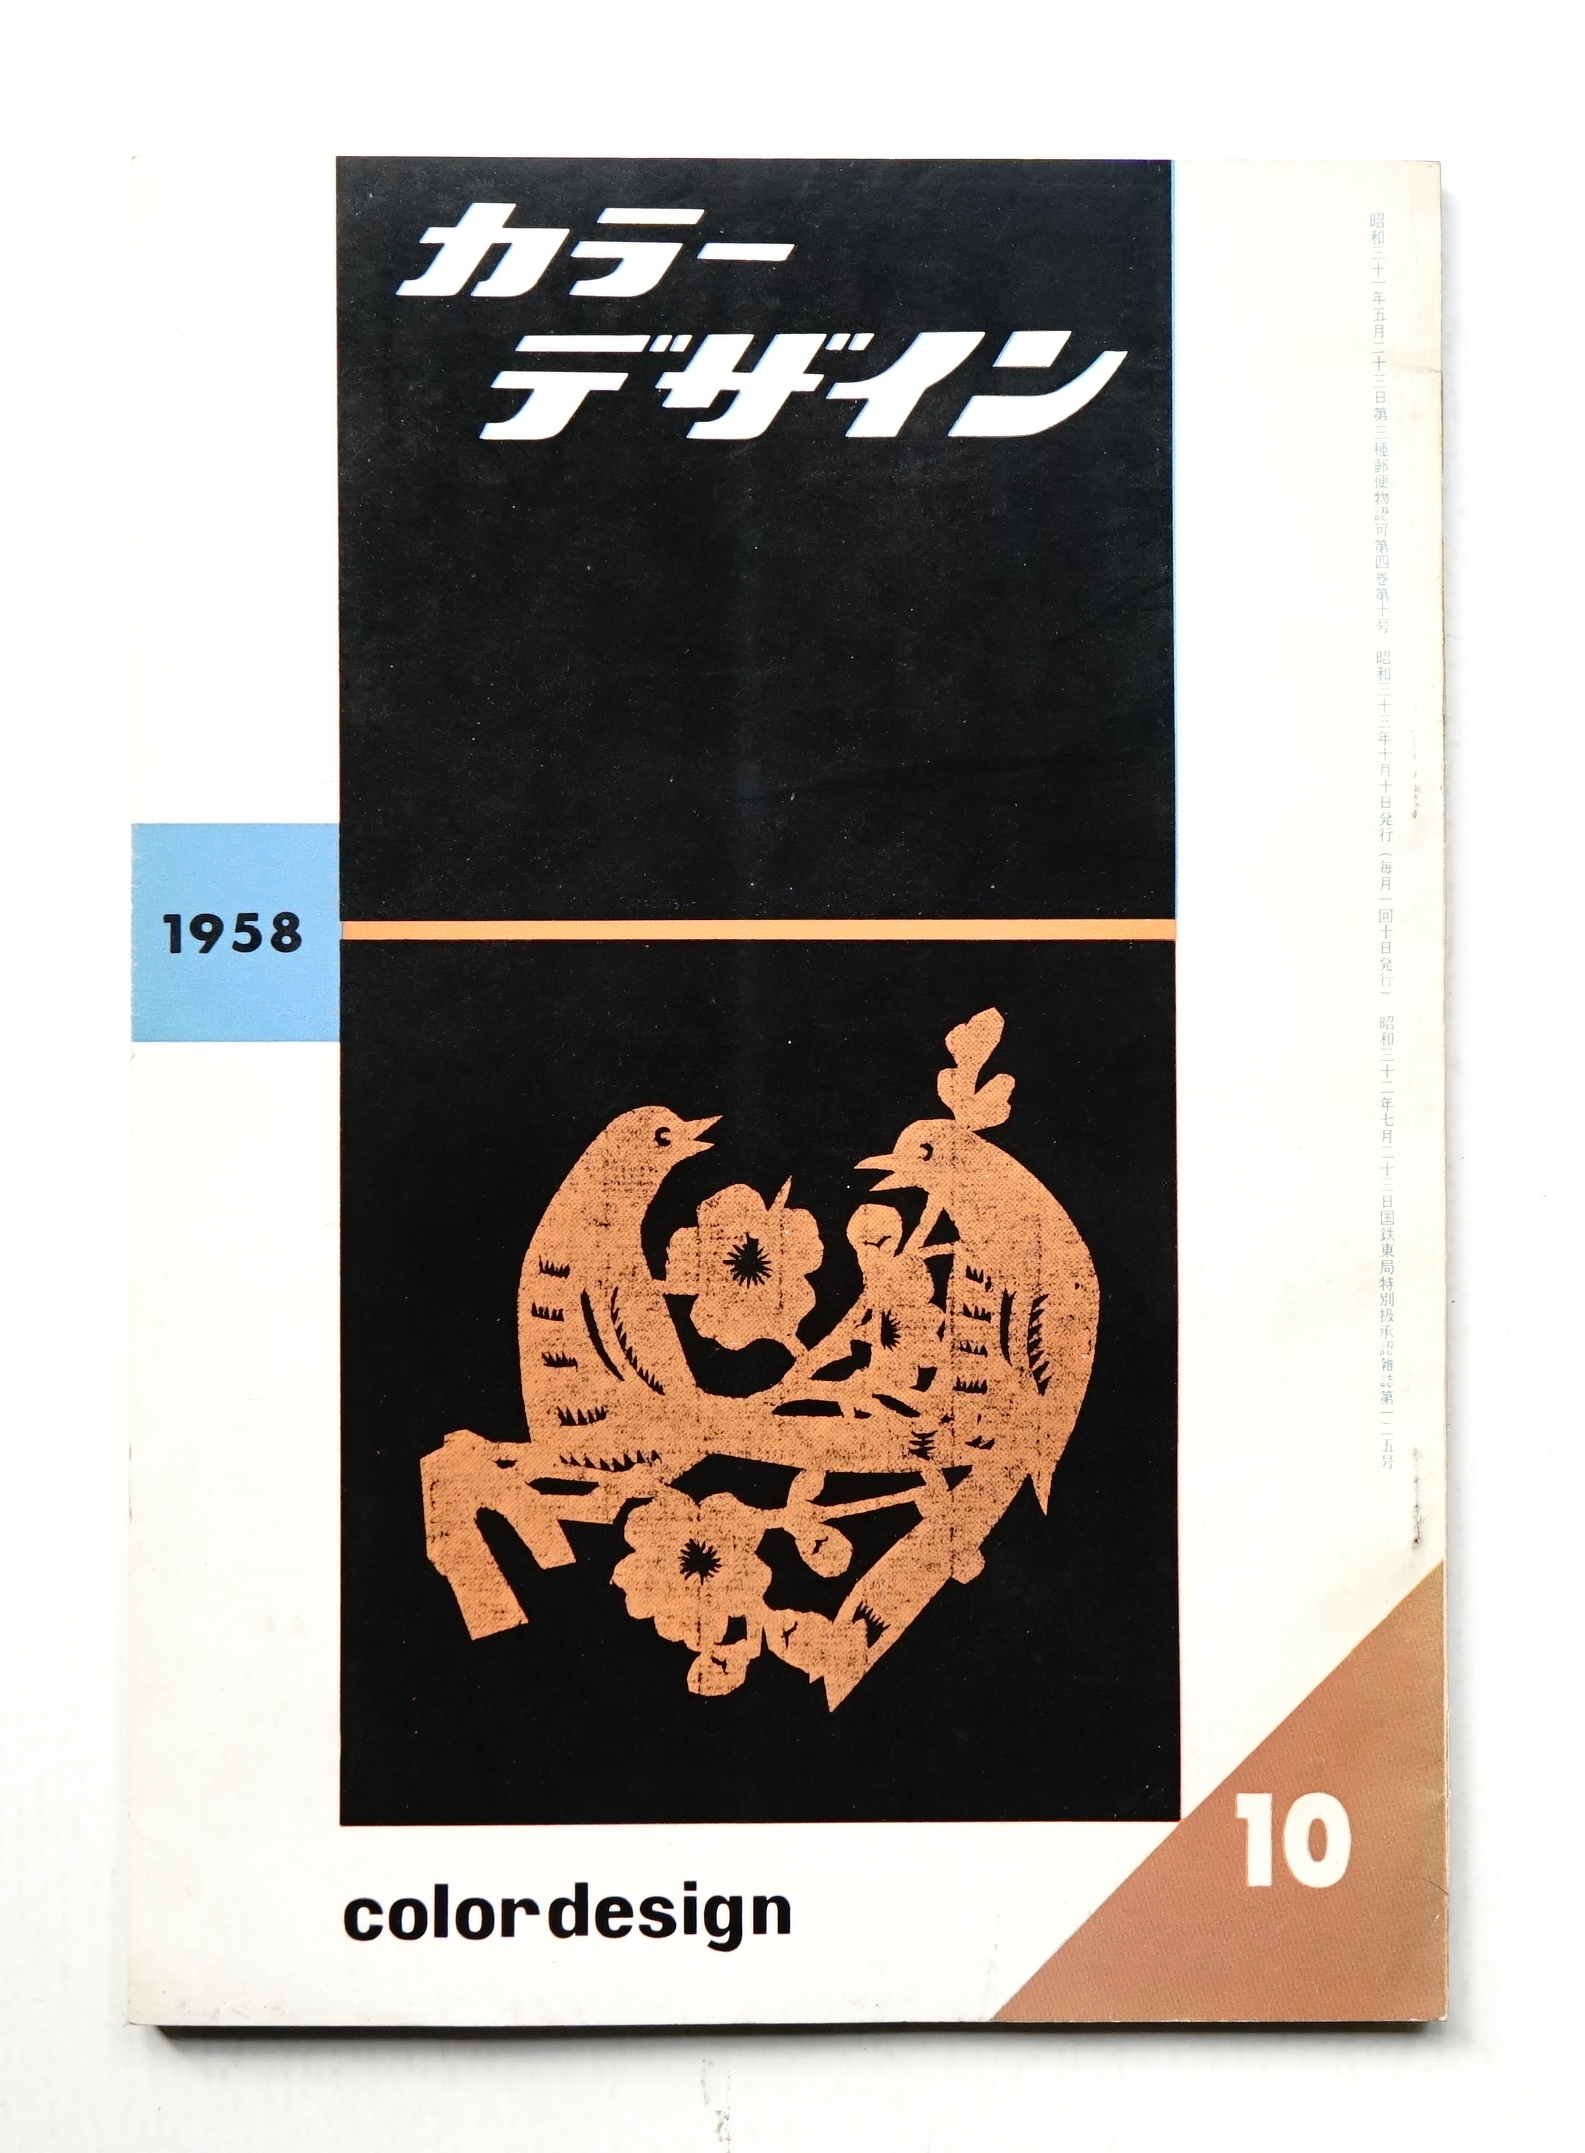 カラー
デザイン
1958
colordesign
10
昭和三十一年五月二十三日第三種郵便物認可第四巻第十号 昭和三十三年十月十日発行（毎月一回十日発行） 昭和三十二年七月二十三日国鉄東局特別扱承認雑誌第一二五号